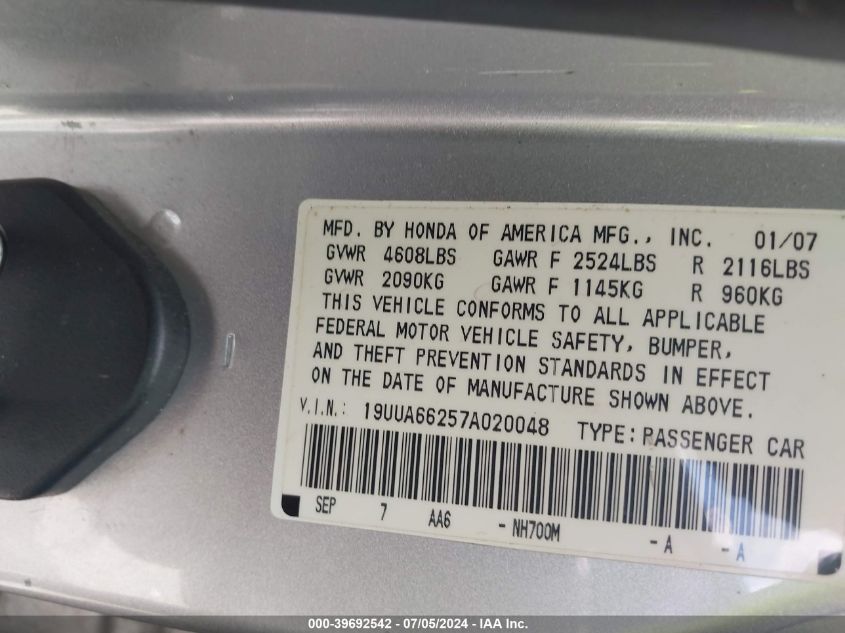 MFD. BY HONDA OF AMERICA MFG., INC. 01/07
GVWR 4608LBS GAWR F 2524LBS R 2116LBS
GVWR 2090KG GAWR F 1145KG R 960KG
THIS VEHICLE CONFORMS TO ALL APPLICABLE
FEDERAL MOTOR VEHICLE SAFETY, BUMPER,
AND THEFT PREVENTION STANDARDS IN EFFECT
ON THE DATE OF MANUFACTURE SHOWN ABOVE.
V.I.N.: 19UUA66257A020048 TYPE: PASSENGER CAR
SEP 7 AA6 - NH700M - A - A
000-39692542 - 07/05/2024 - IAA Inc.